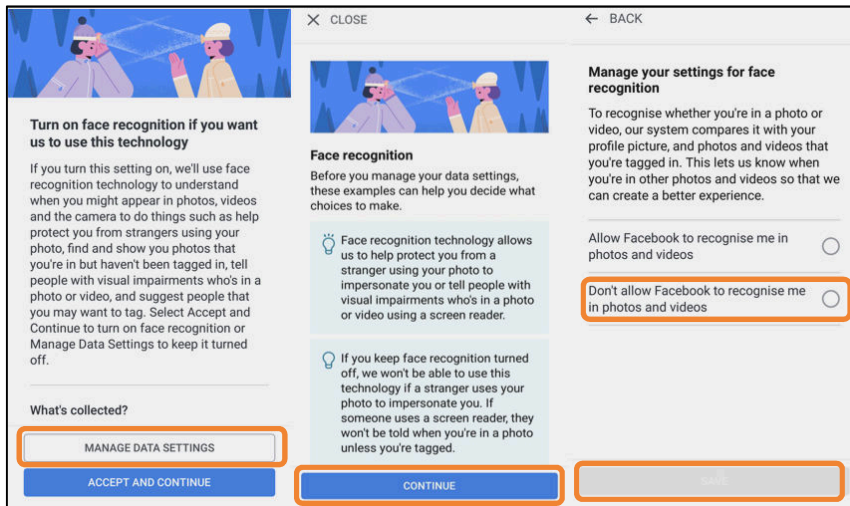 Turn on face recognition if you want
us to use this technology
If you turn this setting on, we'll use face
recognition technology to understand
when you might appear in photos, videos
and the camera to do things such as help
protect you from strangers using your
photo, find and show you photos that
you're in but haven't been tagged in, tell
people with visual impairments who's in a
photo or video, and suggest people that
you may want to tag. Select Accept and
Continue to turn on face recognition or
Manage Data Settings to keep it turned
off.
What's collected?
MANAGE DATA SETTINGS
ACCEPT AND CONTINUE
CLOSE
Face recognition
Before you manage your data settings,
these examples can help you decide what
choices to make.
Face recognition technology allows
us to help protect you from a
stranger using your photo to
impersonate you or tell people with
visual impairments who's in a photo
or video using a screen reader.
If you keep face recognition turned
off, we won't be able to use this
technology if a stranger uses your
photo to impersonate you. If
someone uses a screen reader, they
won't be told when you're in a photo
unless you're tagged.
CONTINUE
BACK
Manage your settings for face
recognition
To recognise whether you're in a photo or
video, our system compares it with your
profile picture, and photos and videos that
you're tagged in. This lets us know when
you're in other photos and videos so that we
can create a better experience.
Allow Facebook to recognise me in
photos and videos
Don't allow Facebook to recognise me
in photos and videos
SAVE